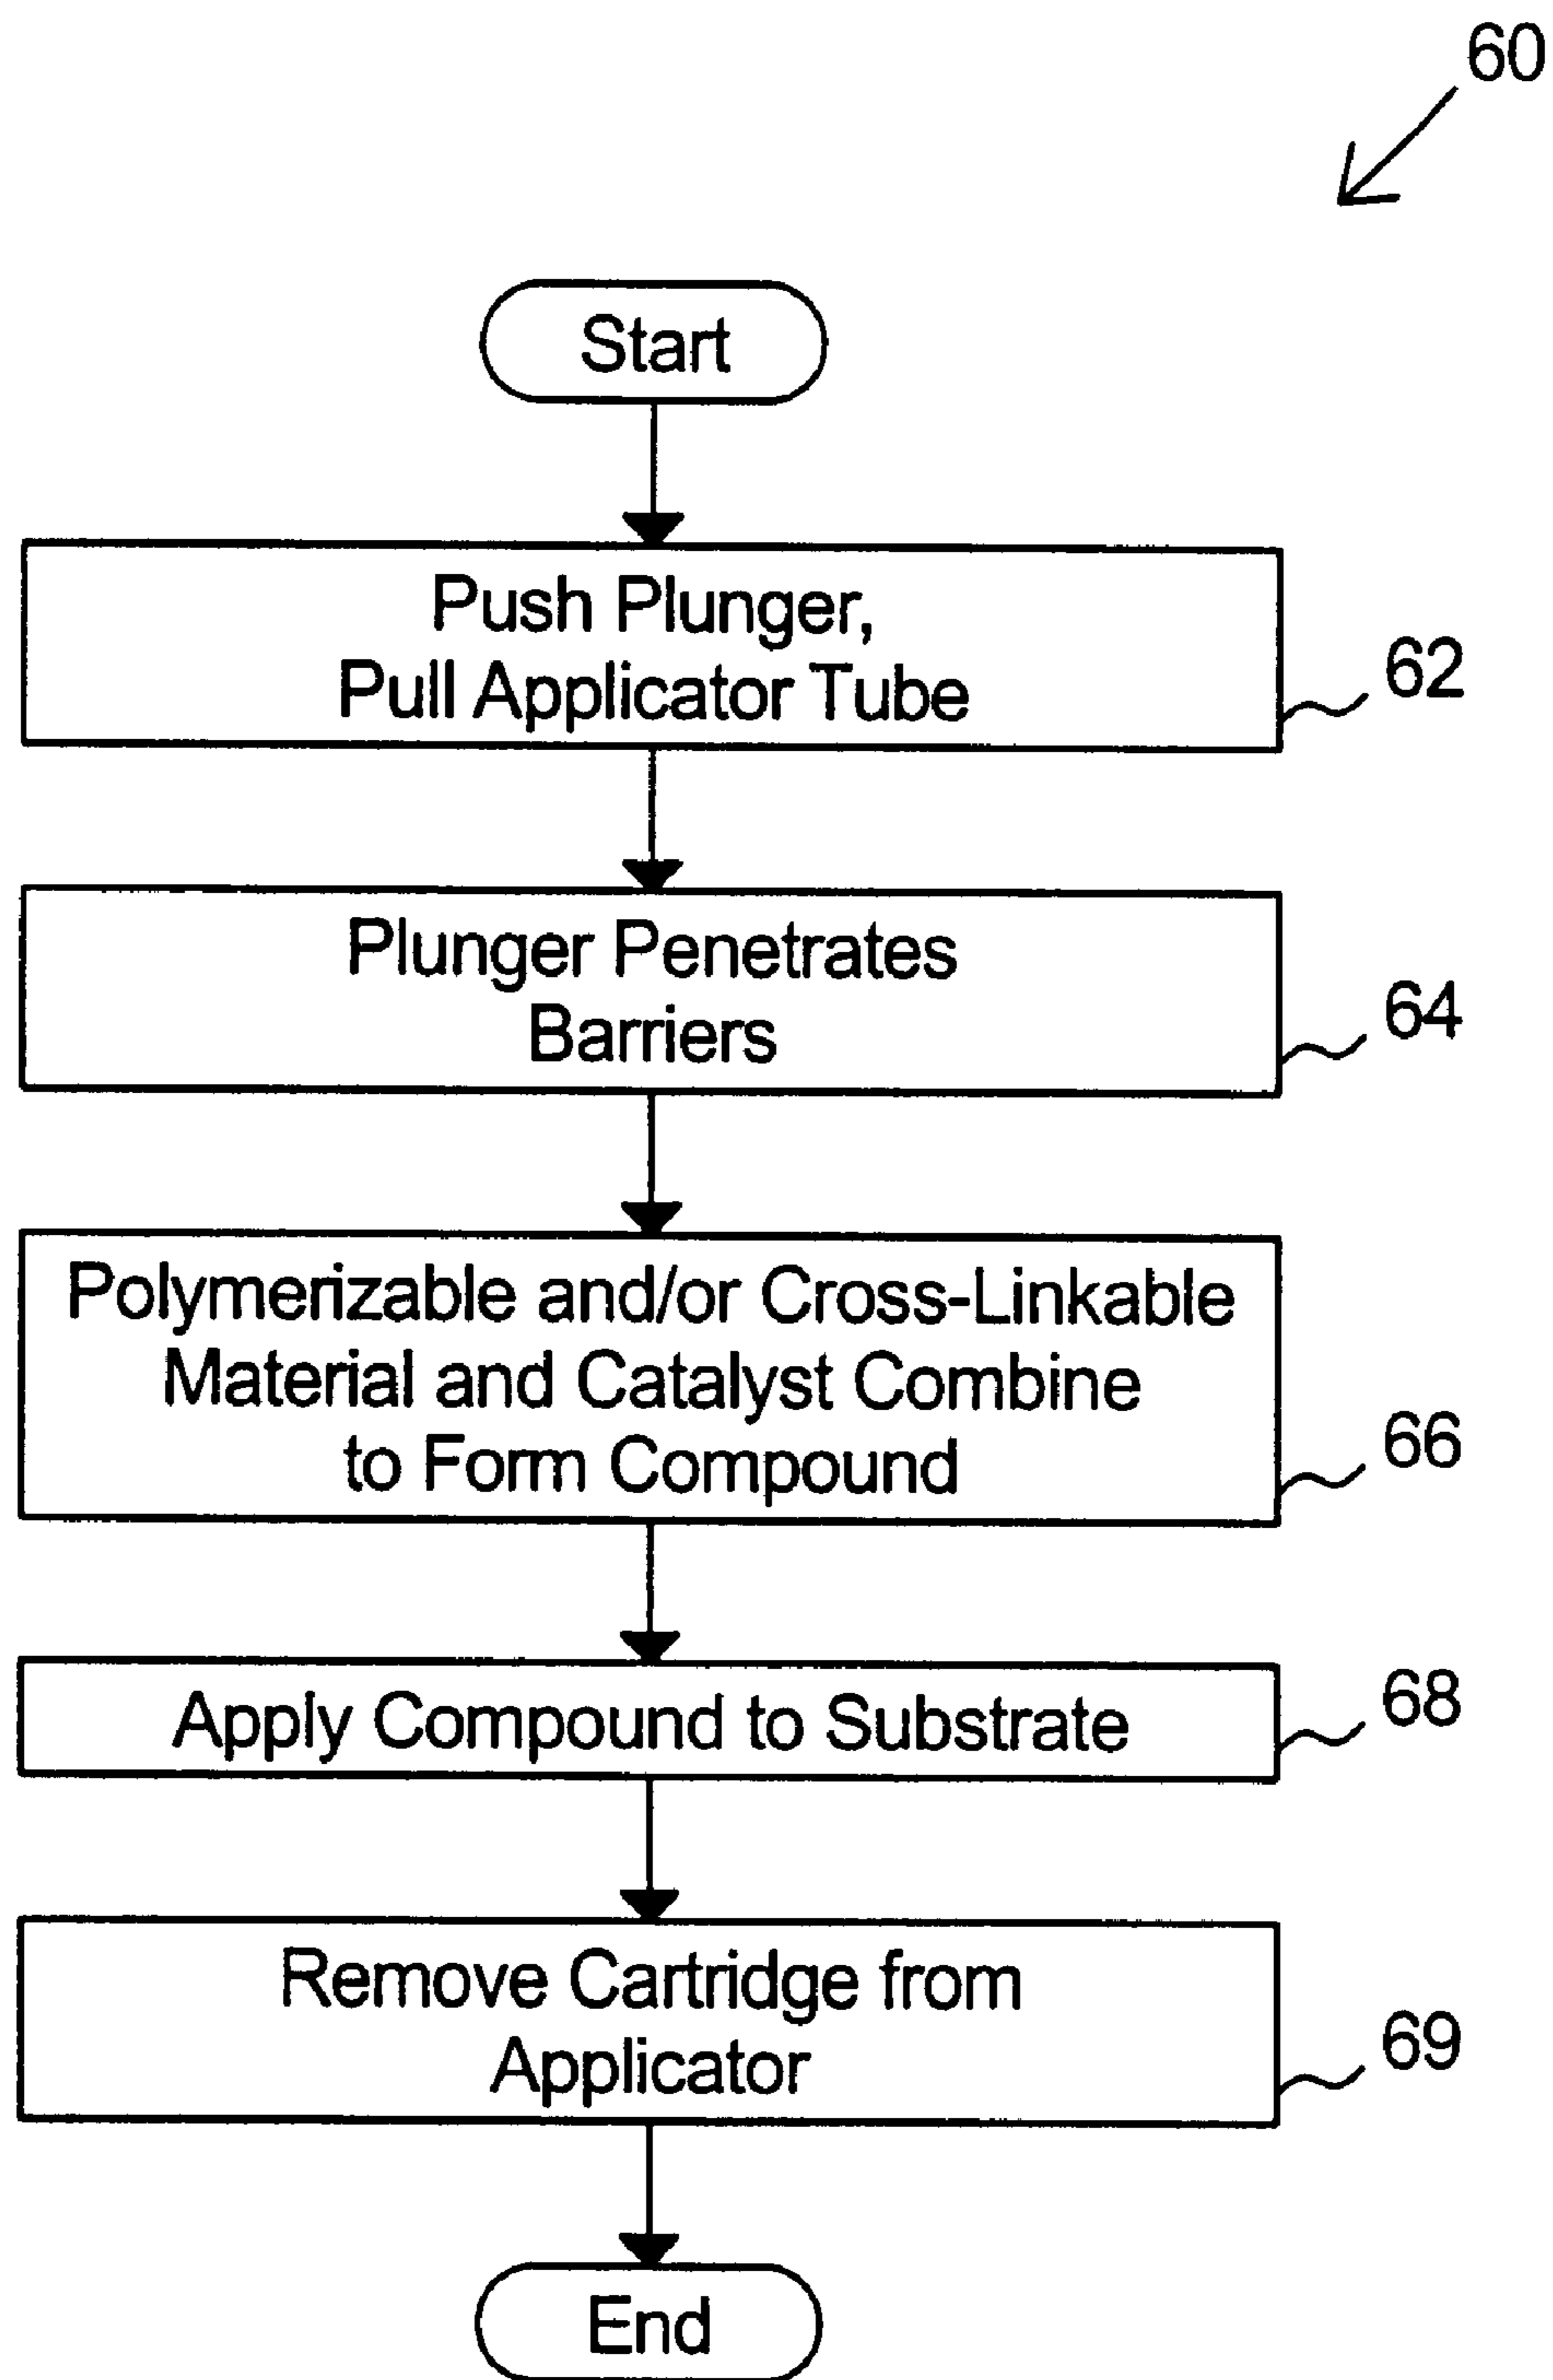 60
Start
Push Plunger,
Pull Applicator Tube
62
Plunger Penetrates
Barriers
64
Polymerizable and/or Cross-Linkable
Material and Catalyst Combine
to Form Compound
66
Apply Compound to Substrate
68
Remove Cartridge from
Applicator
69
End